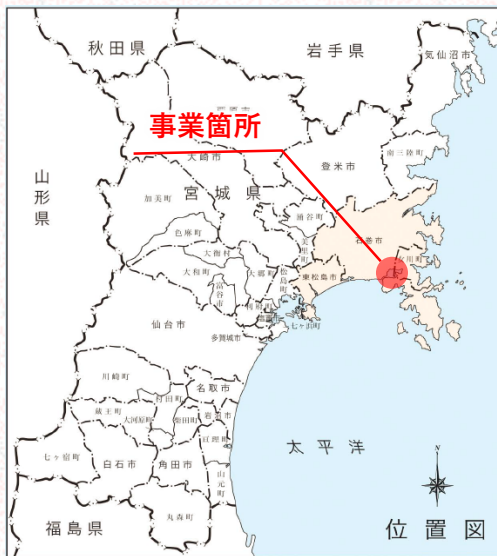 秋田県
岩手県
気仙沼市
事業箇所
大崎市
登米市
南三陸町
山形県
加美町
宮城県
涌谷町
石巻市
色麻町
美里町
女川町
大衡村
大和町
大郷町
松島町
東松島市
富谷市
利府町
仙台市
七ヶ浜町
多賀城市
川崎町
名取市
村田町
蔵王町
岩沼市
大河原町
柴田町
亘理町
太平洋
七ヶ宿町
白石市
角田市
山元町
N
丸森町
福島県
位置図